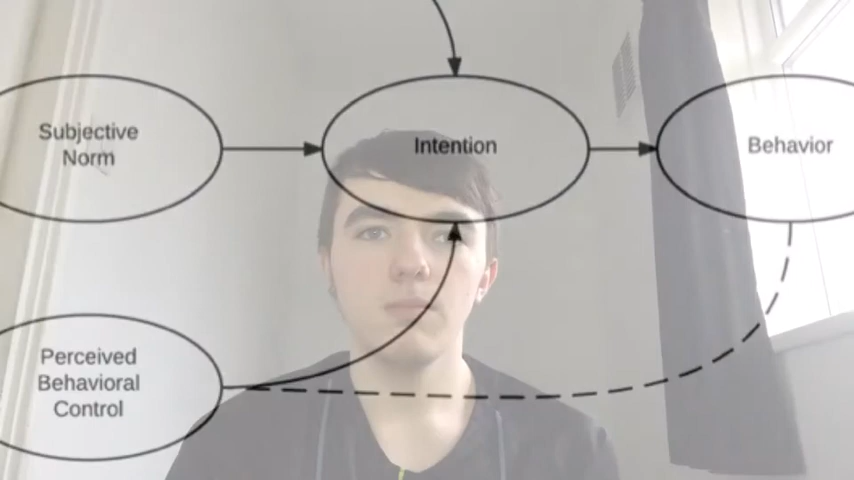 Subjective
Norm
Intention
Behavior
Perceived
Behavioral
Control